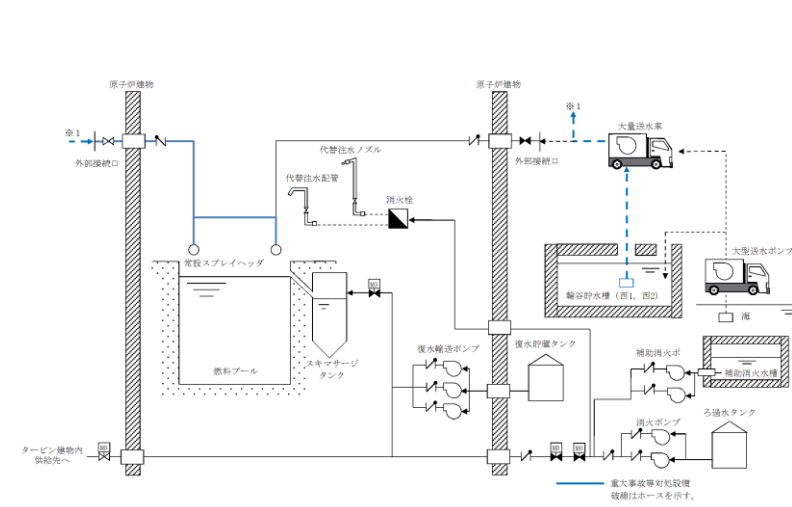 原子炉建物
原子炉建物
※1
※1
大量送水車
外部接続口
外部接続口
代替注水ノズル
代替注水配管
消火栓
大型送水ポンプ
常設スプレイヘッダ
輪谷貯水槽（西1，西2）
海
MO
復水輸送ポンプ
復水貯蔵タンク
補助消火ポ
スキマサージ
タンク
燃料プール
補助消火水槽
消火ポンプ
ろ過水タンク
タービン建物内
供給先へ
MO
MO
MO
重大事故等対処設備
破線はホースを示す。